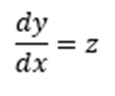 dy/dx = z